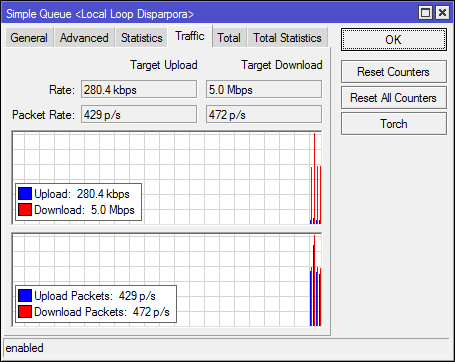 Simple Queue <Local Loop Disparpora>
General Advanced Statistics Traffic Total Total Statistics
OK
Reset Counters
Reset All Counters
Torch
Target Upload Target Download
Rate: 280.4 kbps 5.0 Mbps
Packet Rate: 429 p/s 472 p/s
Upload: 280.4 kbps
Download: 5.0 Mbps
Upload Packets: 429 p/s
Download Packets: 472 p/s
enabled